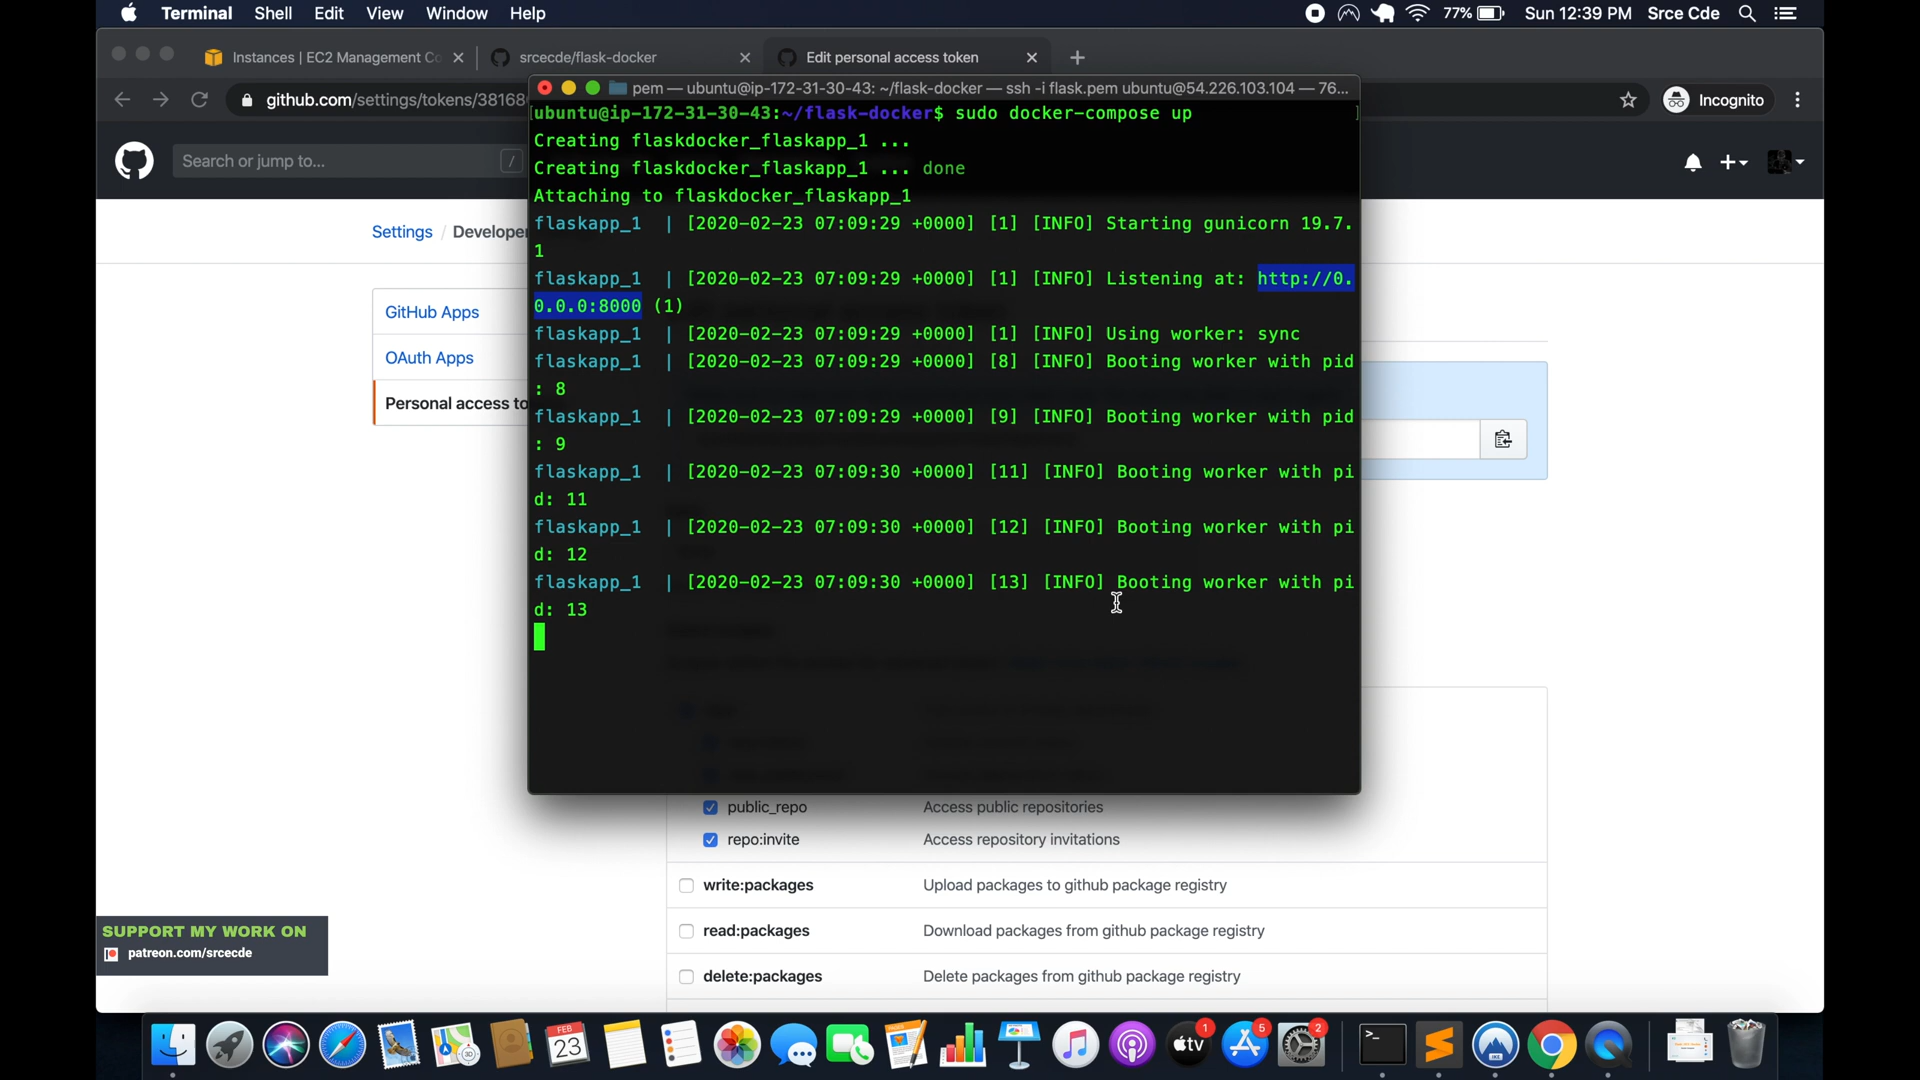 Terminal Shell Edit View Window Help 77% Sun 12:39 PM Srce Cde
Instances | EC2 Management Co srcecde/flask-docker Edit personal access token
github.com/settings/tokens/38168 Incognito
pem — ubuntu@ip-172-31-30-43: ~/flask-docker — ssh -i flask.pem ubuntu@54.226.103.104 — 76...
Search or jump to... /
Settings / Develope
GitHub Apps
OAuth Apps
Personal access to
ubuntu@ip-172-31-30-43:~/flask-docker$ sudo docker-compose up
Creating flaskdocker_flaskapp_1 ...
Creating flaskdocker_flaskapp_1 ... done
Attaching to flaskdocker_flaskapp_1
flaskapp_1 | [2020-02-23 07:09:29 +0000] [1] [INFO] Starting gunicorn 19.7.
1
flaskapp_1 | [2020-02-23 07:09:29 +0000] [1] [INFO] Listening at: http://0.
0.0.0:8000 (1)
flaskapp_1 | [2020-02-23 07:09:29 +0000] [1] [INFO] Using worker: sync
flaskapp_1 | [2020-02-23 07:09:29 +0000] [8] [INFO] Booting worker with pid
: 8
flaskapp_1 | [2020-02-23 07:09:29 +0000] [9] [INFO] Booting worker with pid
: 9
flaskapp_1 | [2020-02-23 07:09:30 +0000] [11] [INFO] Booting worker with pi
d: 11
flaskapp_1 | [2020-02-23 07:09:30 +0000] [12] [INFO] Booting worker with pi
d: 12
flaskapp_1 | [2020-02-23 07:09:30 +0000] [13] [INFO] Booting worker with pi
d: 13
public_repo Access public repositories
repo:invite Access repository invitations
write:packages Upload packages to github package registry
read:packages Download packages from github package registry
delete:packages Delete packages from github package registry
SUPPORT MY WORK ON
patreon.com/srcecde
FEB
23
tv
1
5
2